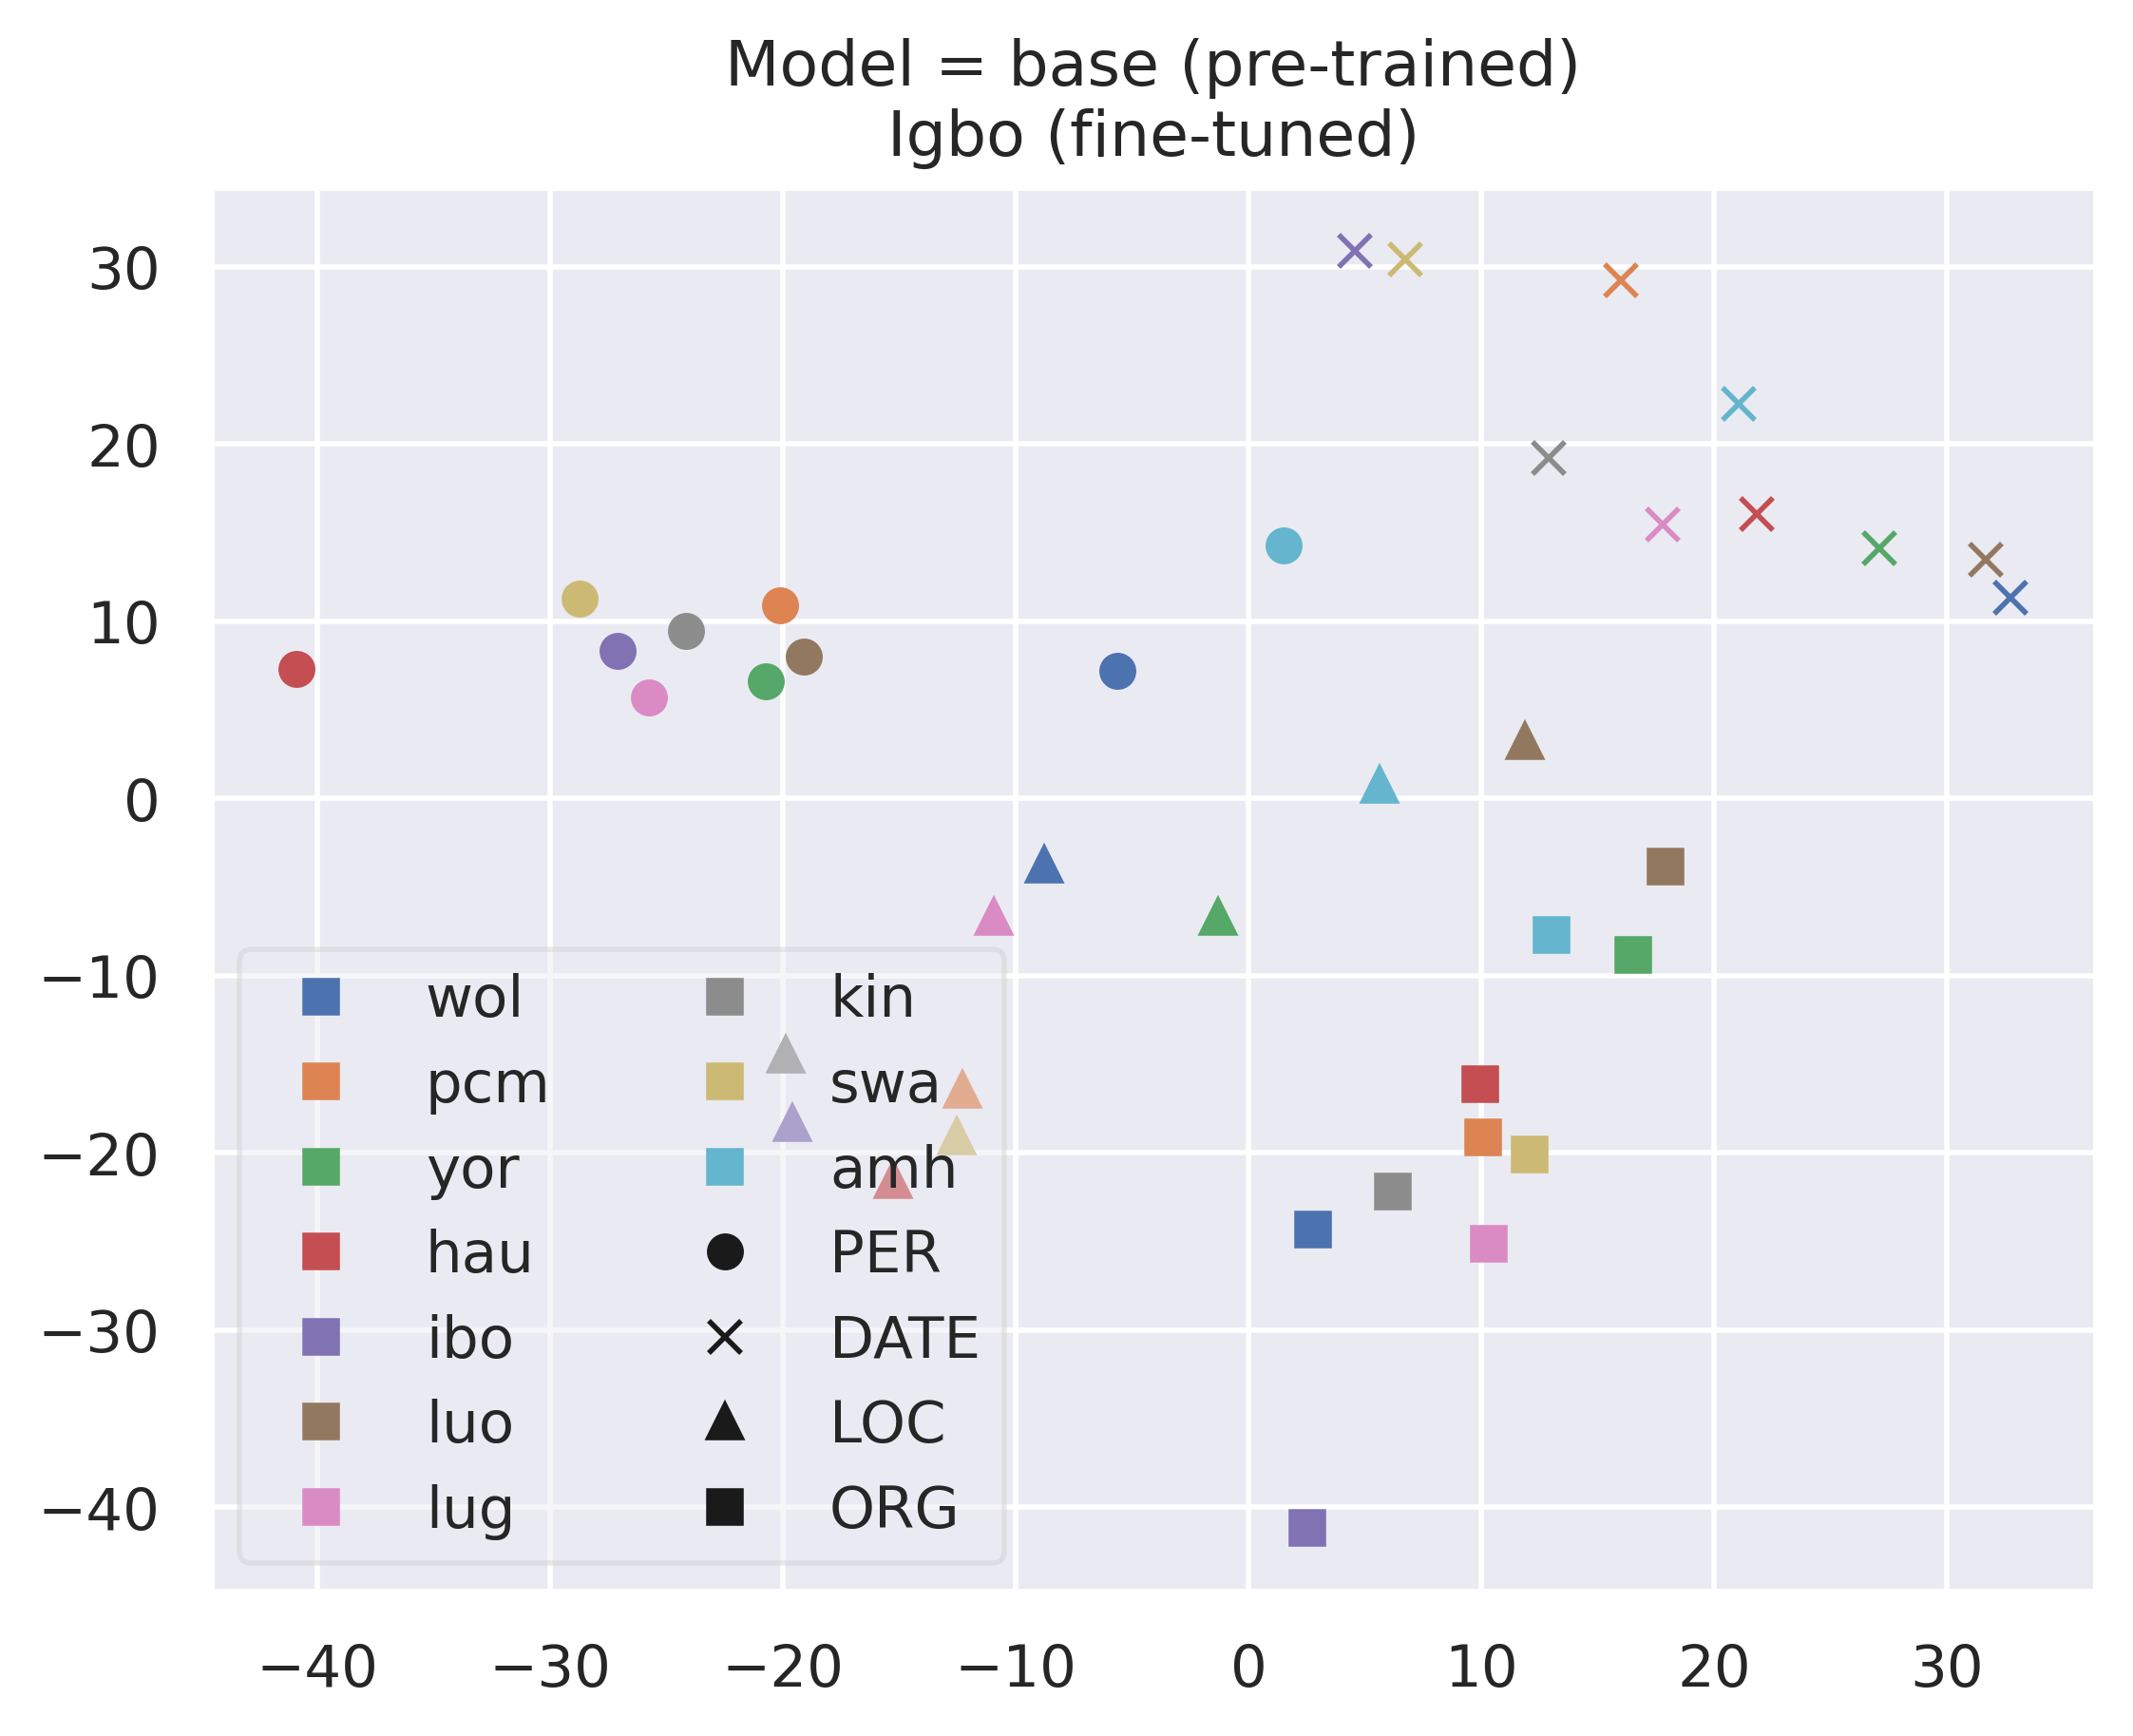 Model = base (pre-trained)
Igbo (fine-tuned)
30
20
10
0
−10
−20
−30
−40
wol
pcm
yor
hau
ibo
luo
lug
kin
swa
amh
PER
DATE
LOC
ORG
−40 −30 −20 −10 0 10 20 30